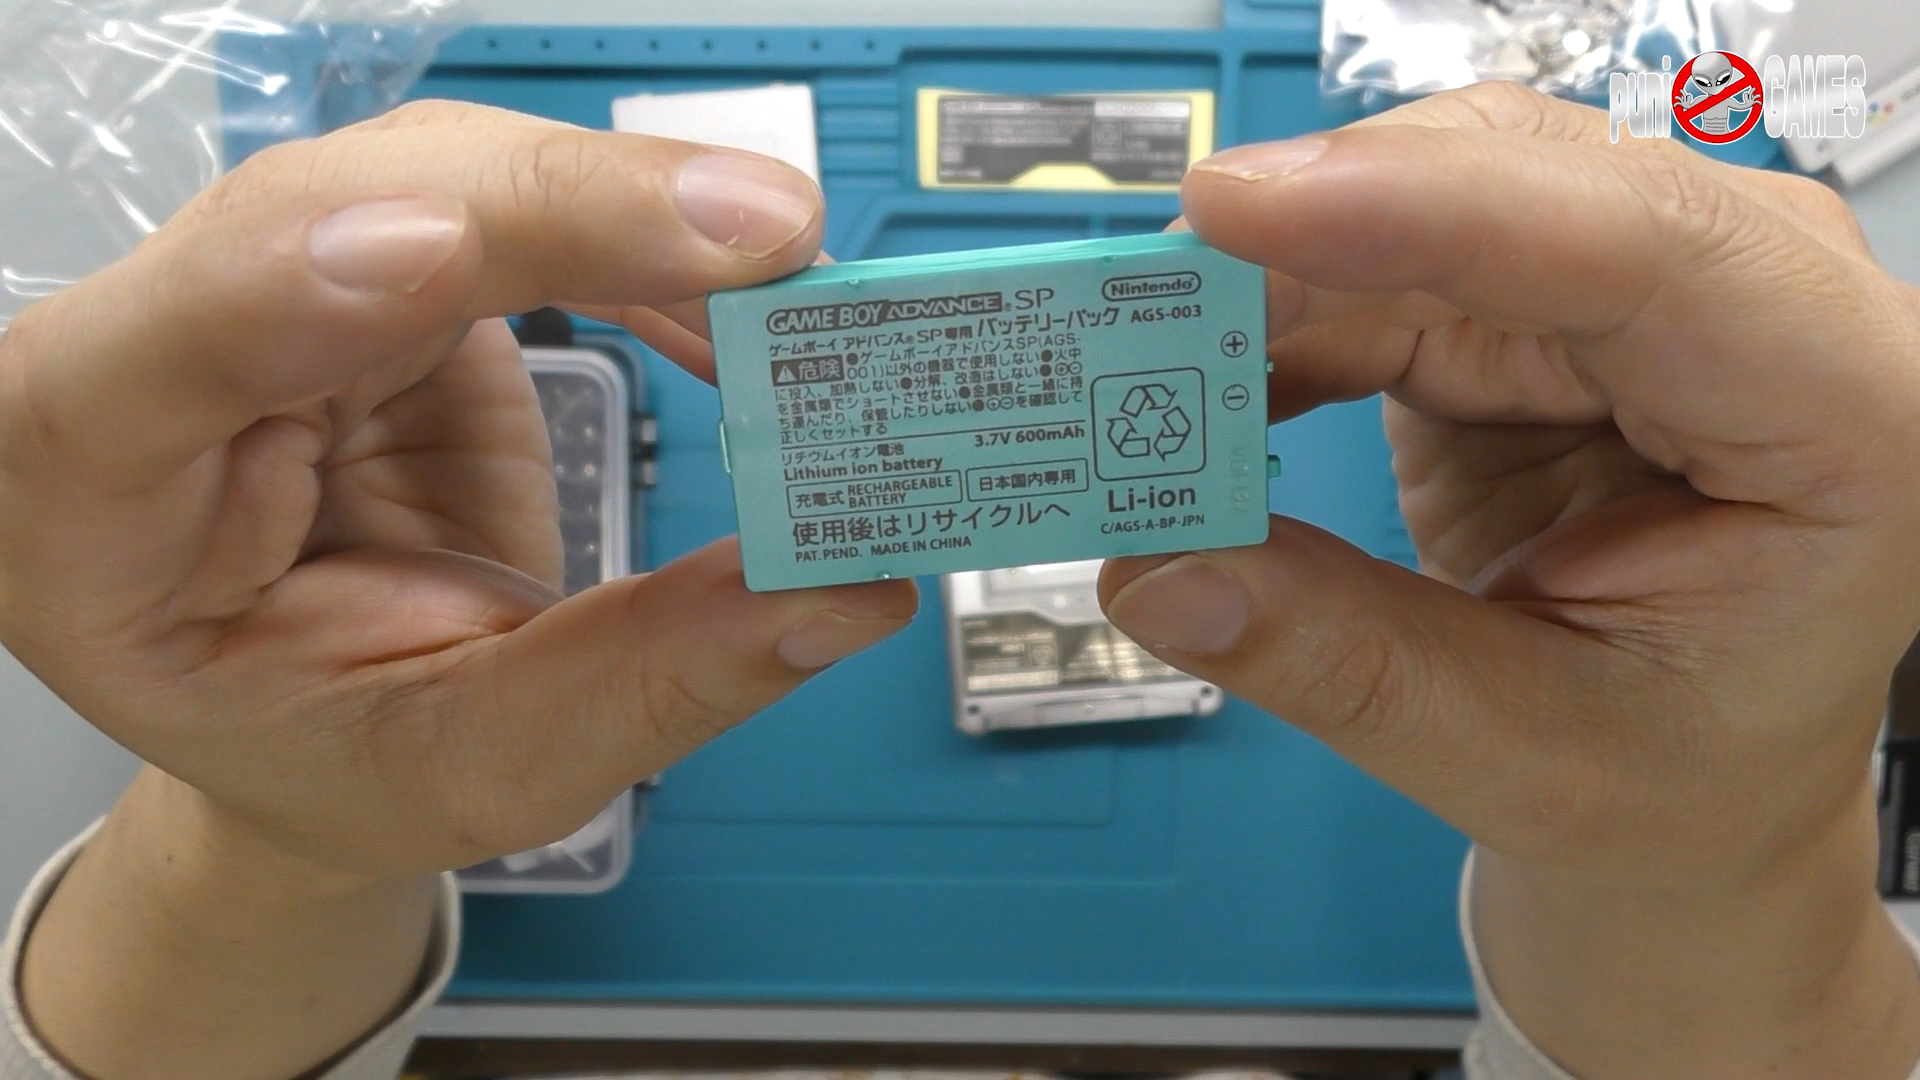 puni GAMES
GAME BOY ADVANCE SP
Nintendo
ゲームボーイ アドバンス SP専用 バッテリーパック AGS-003
危険 ●ゲームボーイアドバンスSP(AGS-
001)以外の機器で使用しない●火中
に投入、加熱しない●分解、改造はしない●⊕⊖
を金属類でショートさせない●金属類と一緒に持
ち運んだり、保管したりしない●⊕⊖を確認して
正しくセットする
リチウムイオン電池
3.7V 600mAh
Lithium ion battery
充電式 RECHARGEABLE
BATTERY
日本国内専用
Li-ion
使用後はリサイクルへ
C/AGS-A-BP-JPN
PAT. PEND. MADE IN CHINA